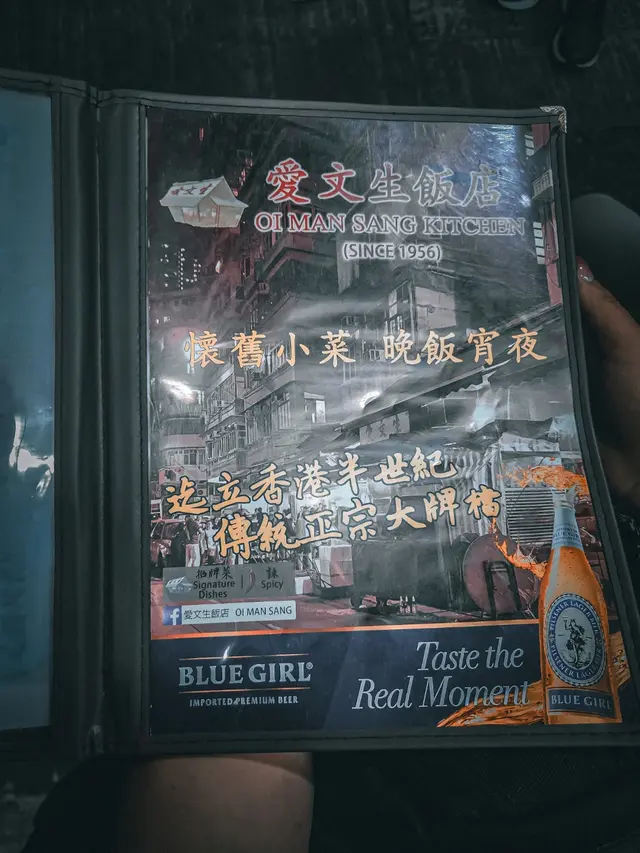 愛文生飯店
OI MAN SANG KITCHEN
(SINCE 1956)
懷舊小菜 晚飯宵夜
迄立香港半世紀
傳統正宗大牌檔
招牌菜 辣
Signature Dishes Spicy
愛文生飯店 OI MAN SANG
BLUE GIRL®
IMPORTED PREMIUM BEER
Taste the
Real Moment
BLUE GIRL